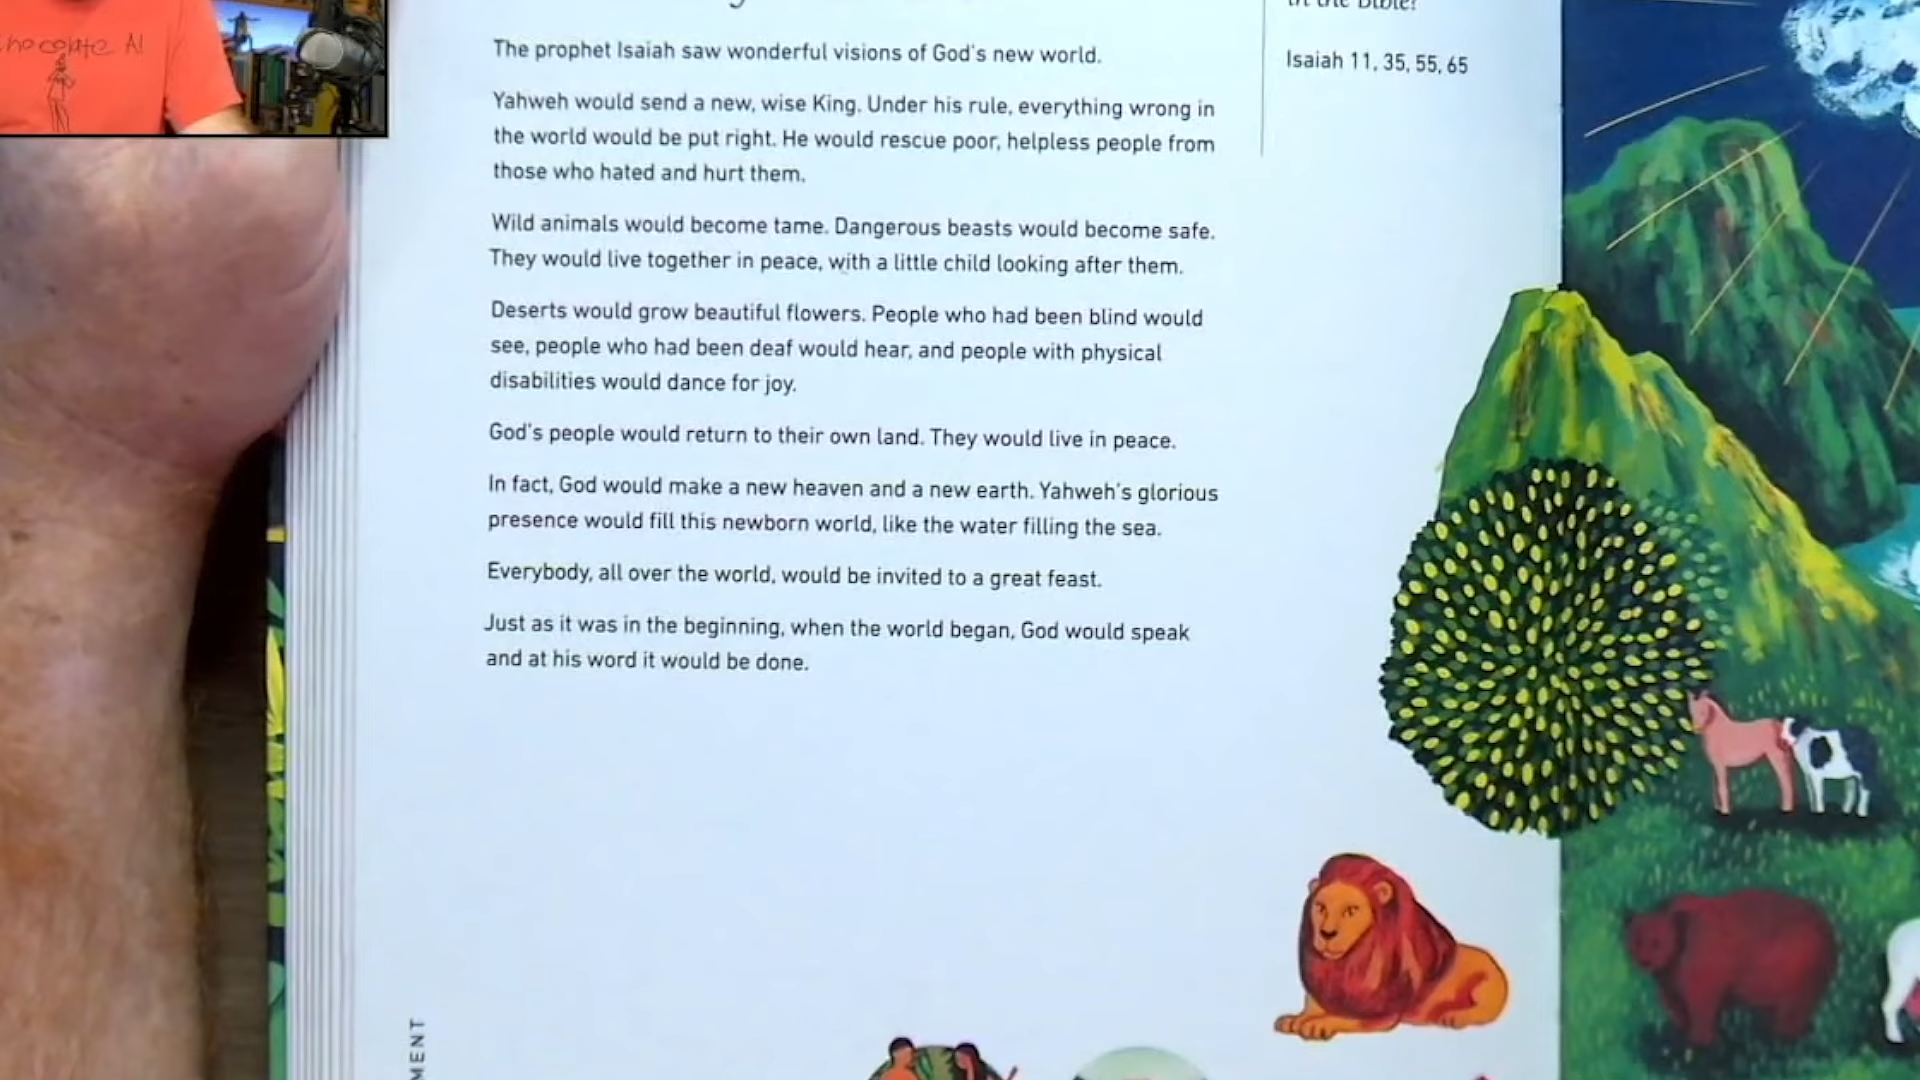 Chocolate AI
in the Bible?
Isaiah 11, 35, 55, 65
The prophet Isaiah saw wonderful visions of God's new world.
Yahweh would send a new, wise King. Under his rule, everything wrong in
the world would be put right. He would rescue poor, helpless people from
those who hated and hurt them.
Wild animals would become tame. Dangerous beasts would become safe.
They would live together in peace, with a little child looking after them.
Deserts would grow beautiful flowers. People who had been blind would
see, people who had been deaf would hear, and people with physical
disabilities would dance for joy.
God's people would return to their own land. They would live in peace.
In fact, God would make a new heaven and a new earth. Yahweh's glorious
presence would fill this newborn world, like the water filling the sea.
Everybody, all over the world, would be invited to a great feast.
Just as it was in the beginning, when the world began, God would speak
and at his word it would be done.
MENT